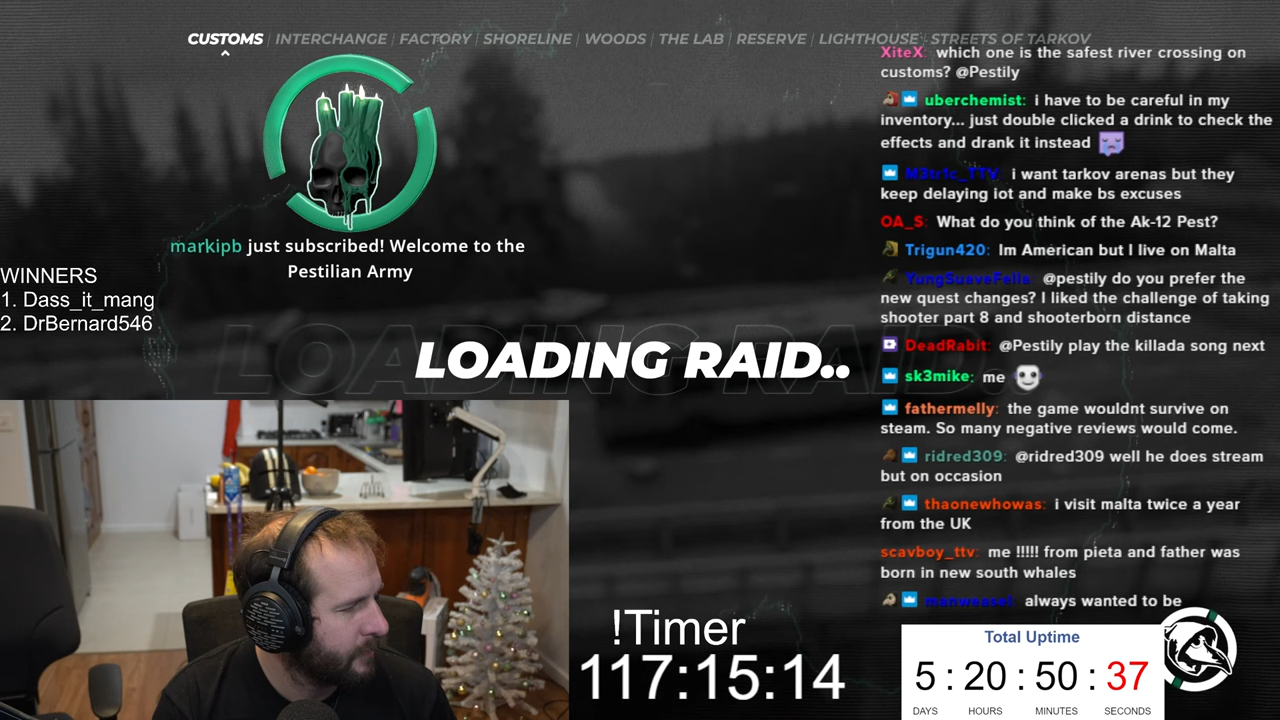 CUSTOMS | INTERCHANGE | FACTORY | SHORELINE | WOODS | THE LAB | RESERVE | LIGHTHOUSE | STREETS OF TARKOV
markipb just subscribed! Welcome to the
Pestilian Army
WINNERS
1. Dass_it_mang
2. DrBernard546
LOADING RAID..
XiteX: which one is the safest river crossing on
customs? @Pestily
uberchemist: i have to be careful in my
inventory... just double clicked a drink to check the
effects and drank it instead
M3tr1c_TTV: i want tarkov arenas but they
keep delaying iot and make bs excuses
OA_S: What do you think of the Ak-12 Pest?
Trigun420: Im American but I live on Malta
YungSuaveFella: @pestily do you prefer the
new quest changes? I liked the challenge of taking
shooter part 8 and shooterborn distance
DeadRabit: @Pestily play the killada song next
sk3mike: me
fathermelly: the game wouldnt survive on
steam. So many negative reviews would come.
ridred309: @ridred309 well he does stream
but on occasion
thaonewhowas: i visit malta twice a year
from the UK
scavboy_ttv: me !!!!! from pieta and father was
born in new south whales
manweasel: always wanted to be
!Timer
117:15:14
Total Uptime
5 : 20 : 50 : 37
DAYS HOURS MINUTES SECONDS